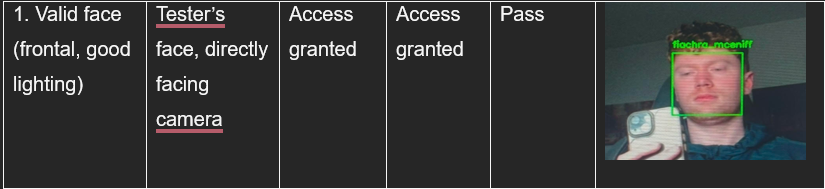 1. Valid face
(frontal, good
lighting)
Tester's
face, directly
facing
camera
Access
granted
Access
granted
Pass
fiachra_mceniff